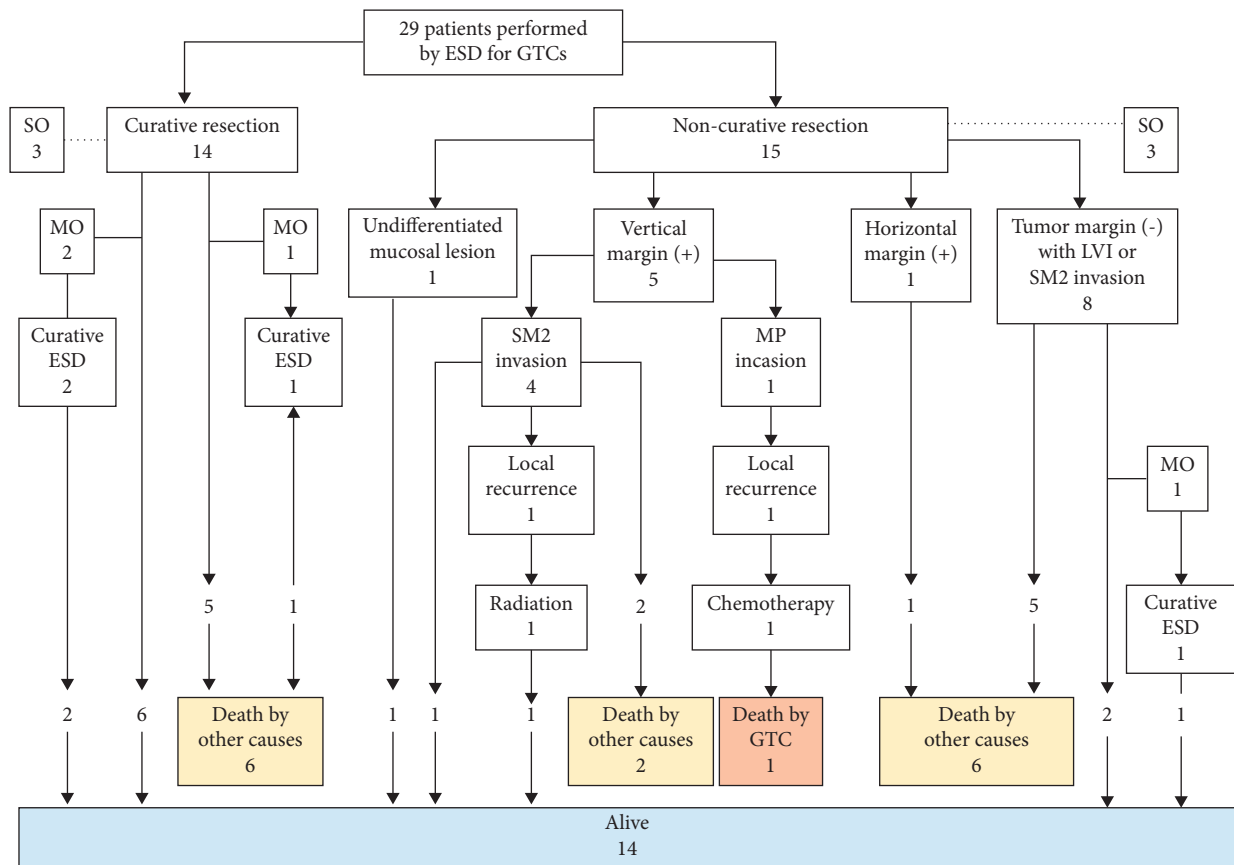 29 patients performed
by ESD for GTCs
SO
3
Curative resection
14
Non-curative resection
15
SO
3
MO
2
MO
1
Undifferentiated
mucosal lesion
1
Vertical
margin (+)
5
Horizontal
margin (+)
1
Tumor margin (-)
with LVI or
SM2 invasion
8
Curative
ESD
2
Curative
ESD
1
SM2
invasion
4
MP
incasion
1
Local
recurrence
1
Local
recurrence
1
MO
1
5
1
Radiation
1
2
Chemotherapy
1
1
5
Curative
ESD
1
2
6
Death by
other causes
6
1
1
1
Death by
other causes
2
Death by
GTC
1
Death by
other causes
6
2
1
Alive
14